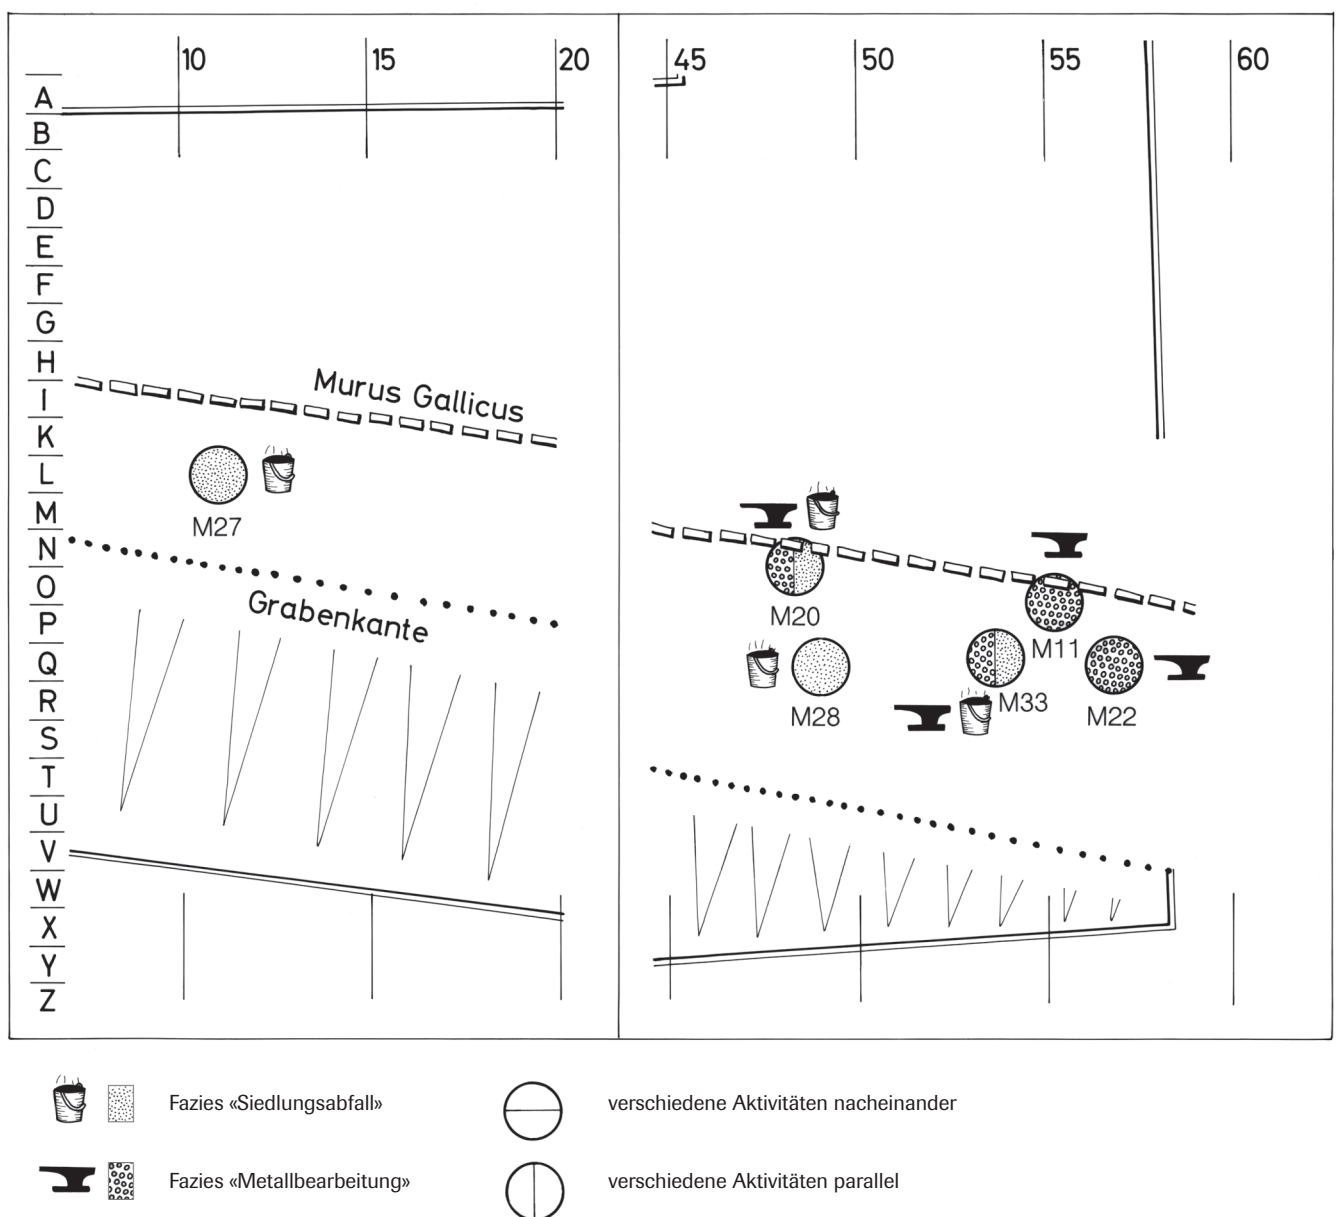 10 15 20 45 50 55 60
A
B
C
D
E
F
G
H
I
K
L
M
N
O
P
Q
R
S
T
U
V
W
X
Y
Z
Murus Gallicus
M27
Grabenkante
M20
M11
M28
M33
M22
Fazies «Siedlungsabfall»
verschiedene Aktivitäten nacheinander
Fazies «Metallbearbeitung»
verschiedene Aktivitäten parallel